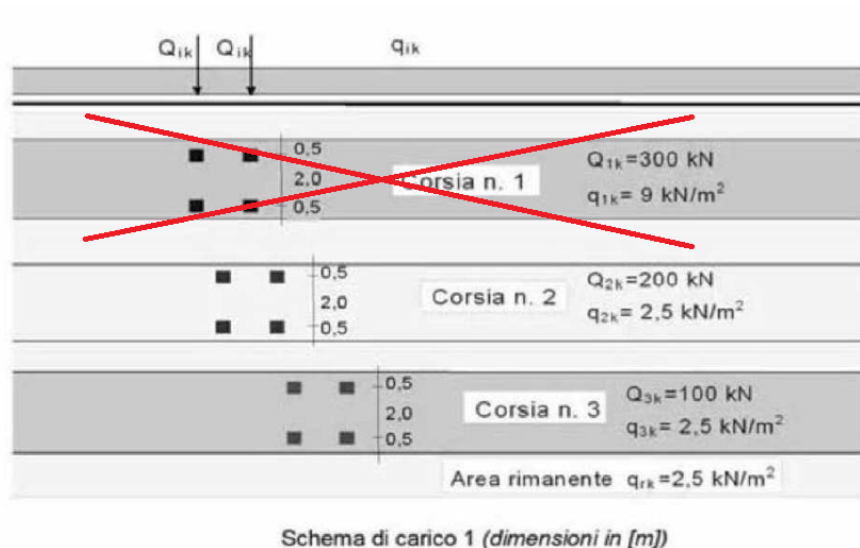 Qik Qik qik
0,5
2.0
0,5
Corsia n. 1
Q1k=300 kN
q1k= 9 kN/m²
0,5
2,0
0,5
Corsia n. 2
Q2k=200 kN
q2k= 2,5 kN/m²
0,5
2,0
0,5
Corsia n. 3
Q3k=100 kN
q3k= 2,5 kN/m²
Area rimanente qrk=2,5 kN/m²
Schema di carico 1 (dimensioni in [m])